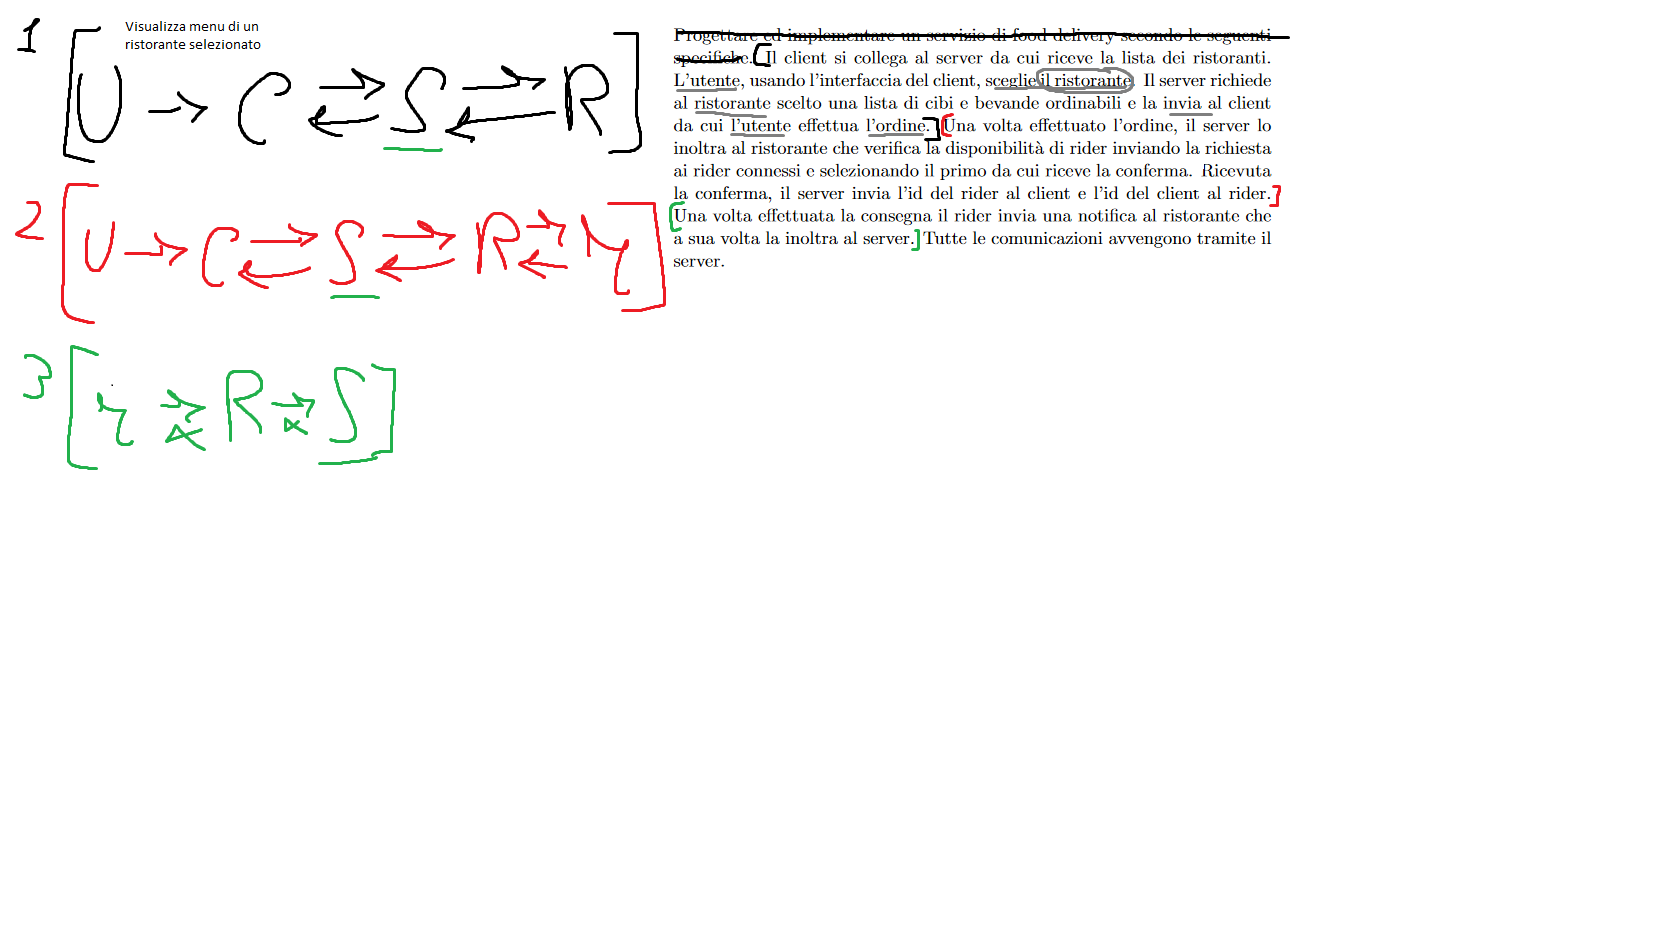 1
Visualizza menu di un
ristorante selezionato
U → C ⇄ S ⇄ R
2
U → C ⇄ S ⇄ R ⇄ r
3
r ⇄ R ⇄ S
Progettare ed implementare un servizio di food delivery secondo le seguenti
specifiche. Il client si collega al server da cui riceve la lista dei ristoranti.
L'utente, usando l'interfaccia del client, sceglie il ristorante. Il server richiede
al ristorante scelto una lista di cibi e bevande ordinabili e la invia al client
da cui l'utente effettua l'ordine. Una volta effettuato l'ordine, il server lo
inoltra al ristorante che verifica la disponibilità di rider inviando la richiesta
ai rider connessi e selezionando il primo da cui riceve la conferma. Ricevuta
la conferma, il server invia l'id del rider al client e l'id del client al rider.
Una volta effettuata la consegna il rider invia una notifica al ristorante che
a sua volta la inoltra al server. Tutte le comunicazioni avvengono tramite il
server.